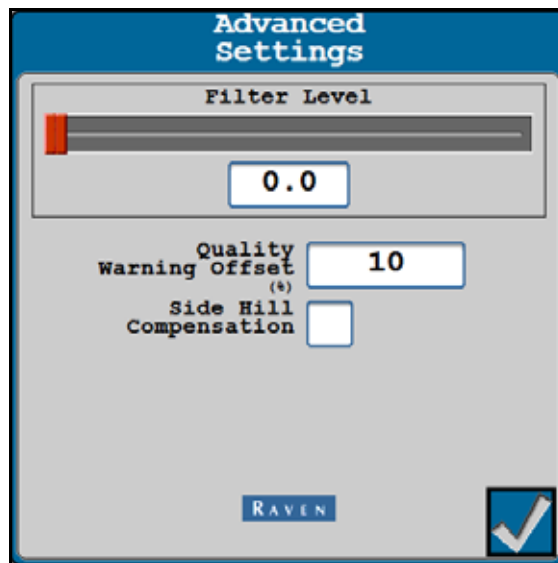 Advanced
Settings
Filter Level
0.0
Quality
Warning Offset
(%)
10
Side Hill
Compensation
RAVEN